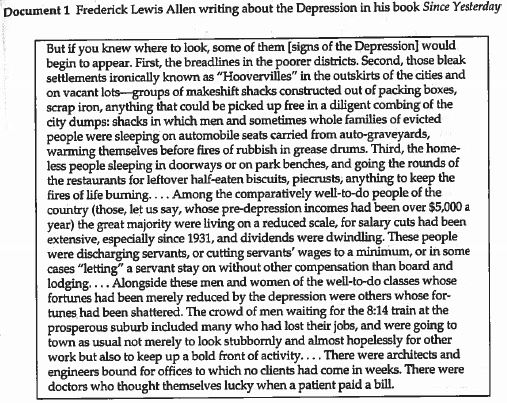 Document 1 Frederick Lewis Allen writing about the Depression in his book Since Yesterday
But if you knew where to look, some of them [signs of the Depression] would
begin to appear. First, the breadlines in the poorer districts. Second, those bleak
settlements ironically known as "Hoovervilles" in the outskirts of the cities and
on vacant lots—groups of makeshift shacks constructed out of packing boxes,
scrap iron, anything that could be picked up free in a diligent combing of the
city dumps: shacks in which men and sometimes whole families of evicted
people were sleeping on automobile seats carried from auto-graveyards,
warming themselves before fires of rubbish in grease drums. Third, the home-
less people sleeping in doorways or on park benches, and going the rounds of
the restaurants for leftover half-eaten biscuits, piecrusts, anything to keep the
fires of life burning. . . . Among the comparatively well-to-do people of the
country (those, let us say, whose pre-depression incomes had been over $5,000 a
year) the great majority were living on a reduced scale, for salary cuts had been
extensive, especially since 1931, and dividends were dwindling. These people
were discharging servants, or cutting servants' wages to a minimum, or in some
cases "letting" a servant stay on without other compensation than board and
lodging. . . . Alongside these men and women of the well-to-do classes whose
fortunes had been merely reduced by the depression were others whose for-
tunes had been shattered. The crowd of men waiting for the 8:14 train at the
prosperous suburb included many who had lost their jobs, and were going to
town as usual not merely to look stubbornly and almost hopelessly for other
work but also to keep up a bold front of activity. . . . There were architects and
engineers bound for offices to which no clients had come in weeks. There were
doctors who thought themselves lucky when a patient paid a bill.